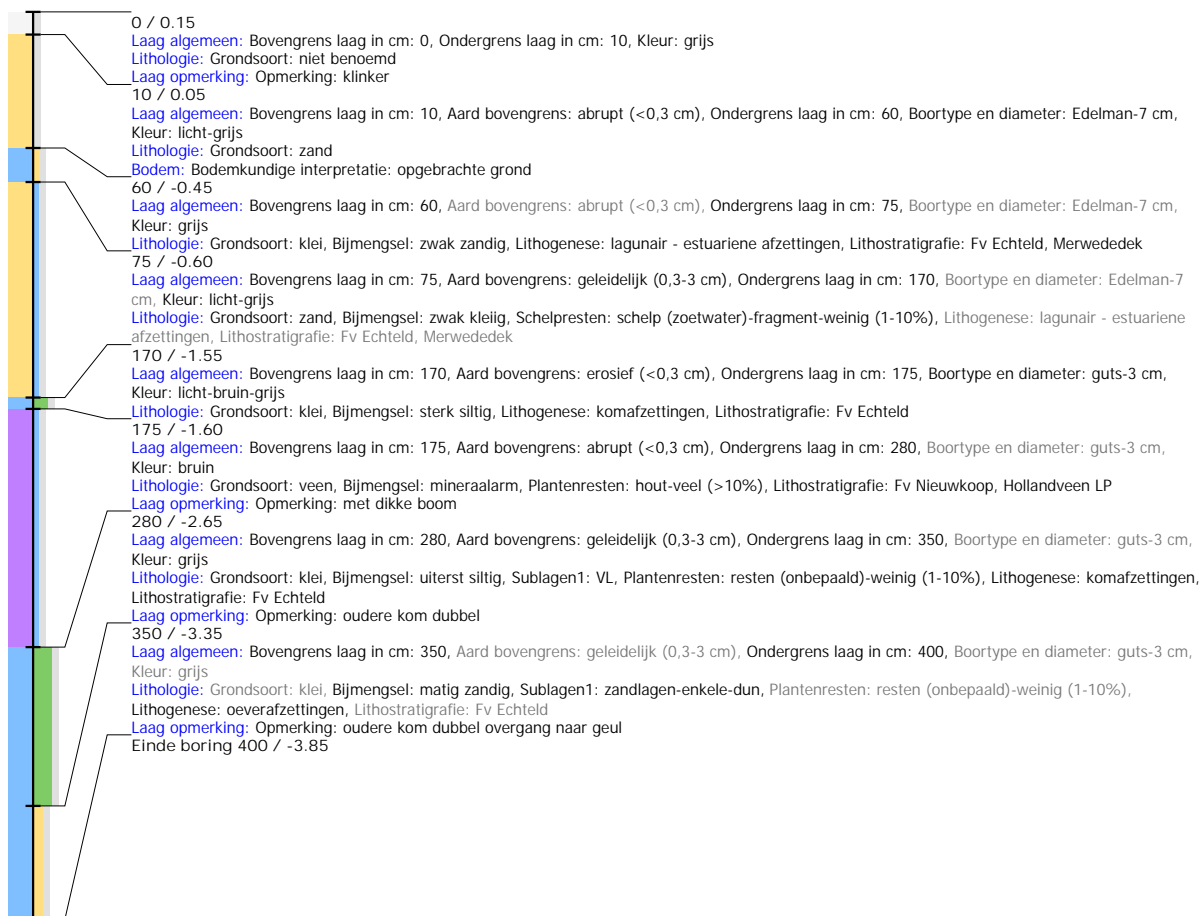 0 / 0.15
Laag algemeen: Bovengrens laag in cm: 0, Ondergrens laag in cm: 10, Kleur: grijs
Lithologie: Grondsoort: niet benoemd
Laag opmerking: Opmerking: klinker
10 / 0.05
Laag algemeen: Bovengrens laag in cm: 10, Aard bovengrens: abrupt (<0,3 cm), Ondergrens laag in cm: 60, Boortype en diameter: Edelman-7 cm,
Kleur: licht-grijs
Lithologie: Grondsoort: zand
Bodem: Bodemkundige interpretatie: opgebrachte grond
60 / -0.45
Laag algemeen: Bovengrens laag in cm: 60, Aard bovengrens: abrupt (<0,3 cm), Ondergrens laag in cm: 75, Boortype en diameter: Edelman-7 cm,
Kleur: grijs
Lithologie: Grondsoort: klei, Bijmengsel: zwak zandig, Lithogenese: lagunair - estuariene afzettingen, Lithostratigrafie: Fv Echteld, Merwededek
75 / -0.60
Laag algemeen: Bovengrens laag in cm: 75, Aard bovengrens: geleidelijk (0,3-3 cm), Ondergrens laag in cm: 170, Boortype en diameter: Edelman-7
cm, Kleur: licht-grijs
Lithologie: Grondsoort: zand, Bijmengsel: zwak kleiig, Schelpresten: schelp (zoetwater)-fragment-weinig (1-10%), Lithogenese: lagunair - estuariene
afzettingen, Lithostratigrafie: Fv Echteld, Merwededek
170 / -1.55
Laag algemeen: Bovengrens laag in cm: 170, Aard bovengrens: erosief (<0,3 cm), Ondergrens laag in cm: 175, Boortype en diameter: guts-3 cm,
Kleur: licht-bruin-grijs
Lithologie: Grondsoort: klei, Bijmengsel: sterk siltig, Lithogenese: komafzettingen, Lithostratigrafie: Fv Echteld
175 / -1.60
Laag algemeen: Bovengrens laag in cm: 175, Aard bovengrens: abrupt (<0,3 cm), Ondergrens laag in cm: 280, Boortype en diameter: guts-3 cm,
Kleur: bruin
Lithologie: Grondsoort: veen, Bijmengsel: mineraalarm, Plantenresten: hout-veel (>10%), Lithostratigrafie: Fv Nieuwkoop, Hollandveen LP
Laag opmerking: Opmerking: met dikke boom
280 / -2.65
Laag algemeen: Bovengrens laag in cm: 280, Aard bovengrens: geleidelijk (0,3-3 cm), Ondergrens laag in cm: 350, Boortype en diameter: guts-3 cm,
Kleur: grijs
Lithologie: Grondsoort: klei, Bijmengsel: uiterst siltig, Sublagen1: VL, Plantenresten: resten (onbepaald)-weinig (1-10%), Lithogenese: komafzettingen,
Lithostratigrafie: Fv Echteld
Laag opmerking: Opmerking: oudere kom dubbel
350 / -3.35
Laag algemeen: Bovengrens laag in cm: 350, Aard bovengrens: geleidelijk (0,3-3 cm), Ondergrens laag in cm: 400, Boortype en diameter: guts-3 cm,
Kleur: grijs
Lithologie: Grondsoort: klei, Bijmengsel: matig zandig, Sublagen1: zandlagen-enkele-dun, Plantenresten: resten (onbepaald)-weinig (1-10%),
Lithogenese: oeverafzettingen, Lithostratigrafie: Fv Echteld
Laag opmerking: Opmerking: oudere kom dubbel overgang naar geul
Einde boring 400 / -3.85